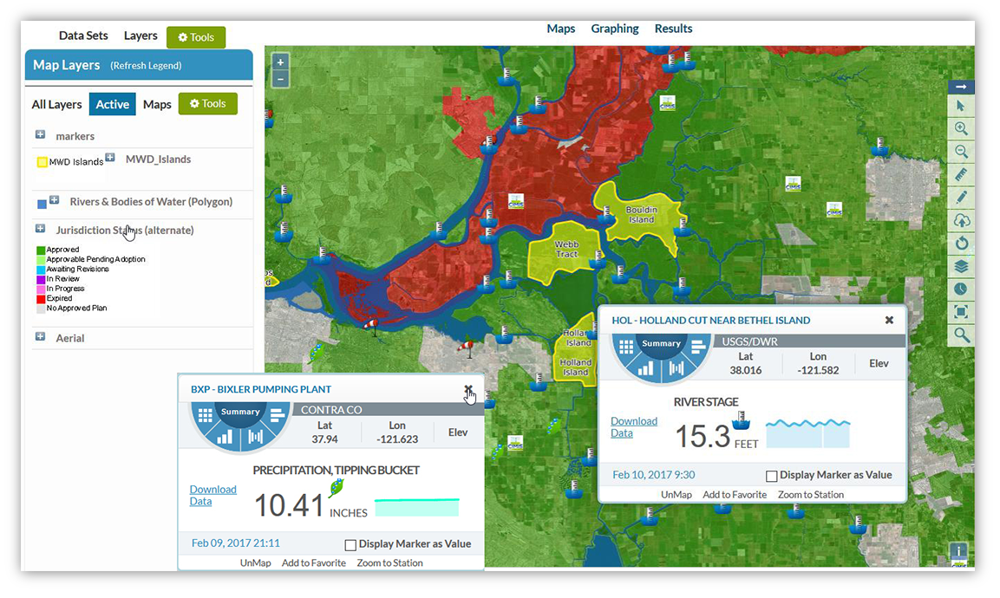 Data Sets Layers Tools
Maps Graphing Results
Map Layers (Refresh Legend)
All Layers Active Maps Tools
markers
MWD Islands MWD_Islands
Rivers & Bodies of Water (Polygon)
Jurisdiction Status (alternate)
Approved
Approvable Pending Adoption
Awaiting Revisions
In Review
In Progress
Expired
No Approved Plan
Aerial
CIMIS
CIMIS
CIMIS
CIMIS
Bouldin
Island
Webb
Tract
Holland
Island
Holland
Island
CIMIS
HOL - HOLLAND CUT NEAR BETHEL ISLAND
Summary
USGS/DWR
Lat Lon Elev
38.016 -121.582
RIVER STAGE
Download
Data
15.3 FEET
Feb 10, 2017 9:30 Display Marker as Value
UnMap Add to Favorite Zoom to Station
BXP - BIXLER PUMPING PLANT
Summary
CONTRA CO
Lat Lon Elev
37.94 -121.623
PRECIPITATION, TIPPING BUCKET
Download
Data
10.41 INCHES
Feb 09, 2017 21:11 Display Marker as Value
UnMap Add to Favorite Zoom to Station